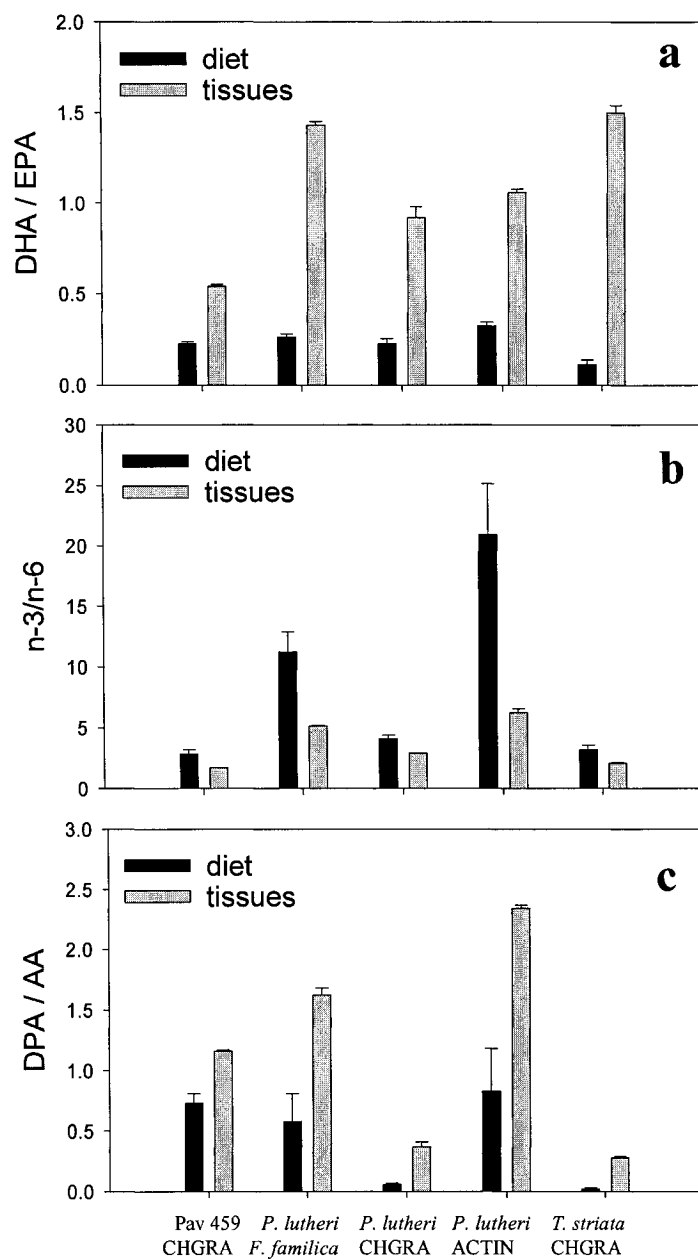 2.0
a
diet
tissues
1.5
1.0
0.5
0.0
DHA / EPA
30
b
diet
tissues
25
20
15
10
5
0
n-3/n-6
3.0
c
diet
tissues
2.5
2.0
1.5
1.0
0.5
0.0
DPA / AA
Pav 459 P. lutheri P. lutheri P. lutheri T. striata
CHGRA F. familica CHGRA ACTIN CHGRA